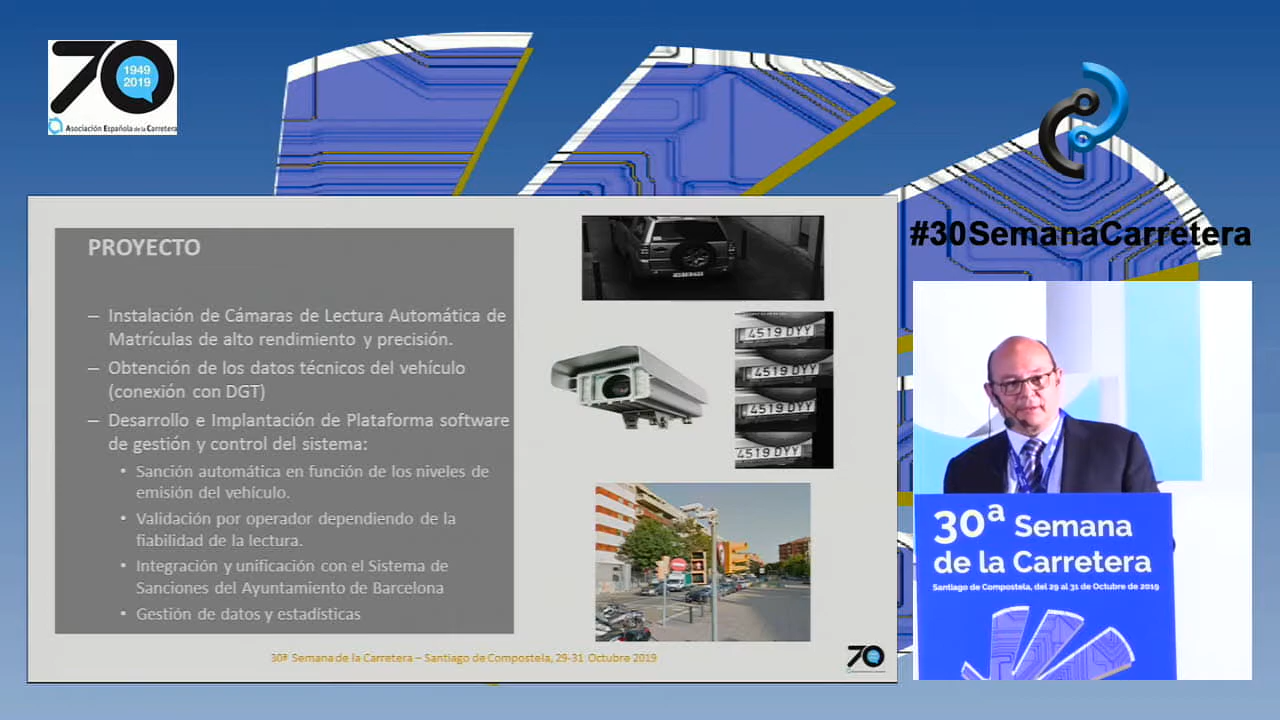 70
1949
2019
Asociación Española de la Carretera
#30SemanaCarretera
PROYECTO
– Instalación de Cámaras de Lectura Automática de
Matrículas de alto rendimiento y precisión.
– Obtención de los datos técnicos del vehículo
(conexión con DGT)
– Desarrollo e Implantación de Plataforma software
de gestión y control del sistema:
• Sanción automática en función de los niveles de
emisión del vehículo.
• Validación por operador dependiendo de la
fiabilidad de la lectura.
• Integración y unificación con el Sistema de
Sanciones del Ayuntamiento de Barcelona
• Gestión de datos y estadísticas
4519 DYY
4519 DYY
4519 DYY
4519 DYY
30ª Semana de la Carretera – Santiago de Compostela, 29-31 Octubre 2019
70
30ª Semana
de la Carretera
Santiago de Compostela, del 29 al 31 de Octubre de 2019